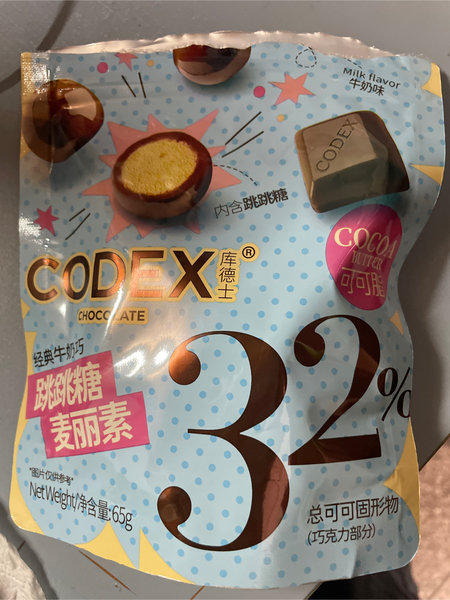 Milk flavor
牛奶味
CODEX
内含跳跳糖
COCOA
BUTTER
可可脂
CODEX 库德士®
CHOCOLATE
经典牛奶巧
跳跳糖
麦丽素
32%
*图片仅供参考*
Net Weight/净含量:65g
总可可固形物
(巧克力部分)